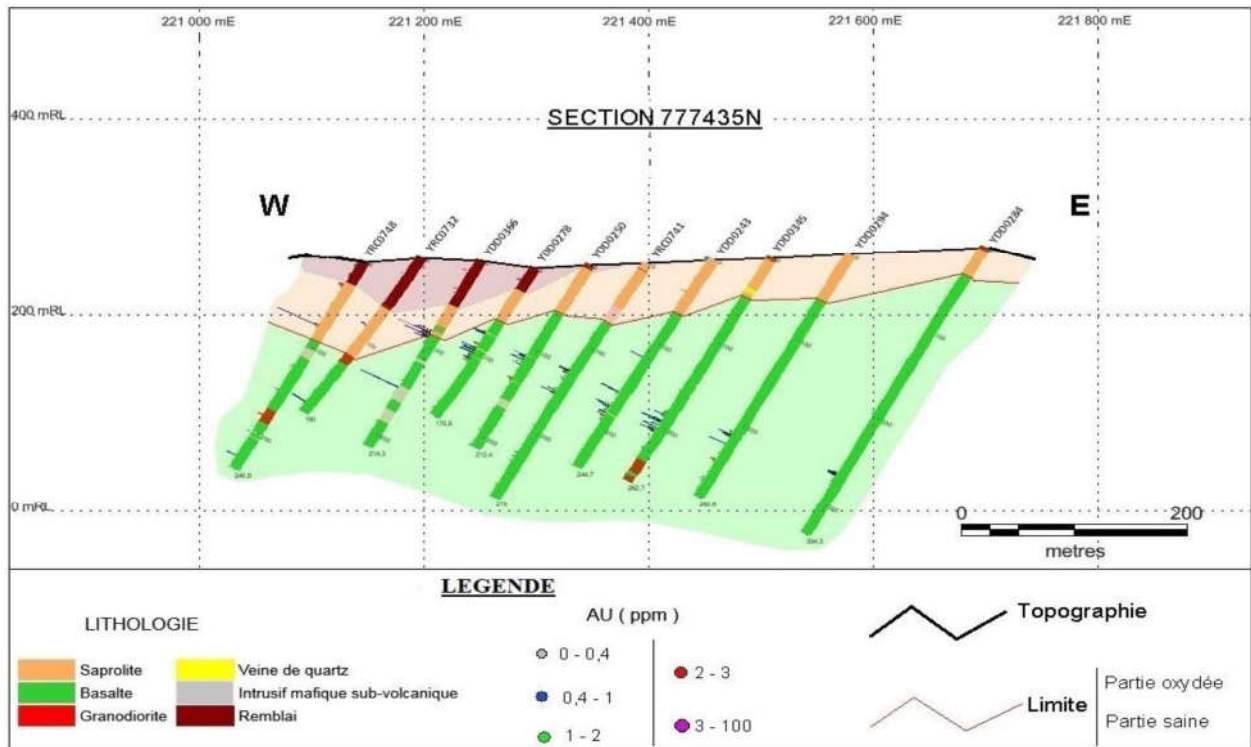 221 000 mE 221 200 mE 221 400 mE 221 600 mE 221 800 mE
400 mRL
SECTION 777435N
W
E
YRC0748 YRC0732 YDD0366 YDD0278 YDD0250 YRC0741 YDD0243 YDD0345 YDD0294 YDD0284
200 mRL
0 mRL
0 200
metres
LEGENDE
LITHOLOGIE
Saprolite
Basalte
Granodiorite
Veine de quartz
Intrusif mafique sub-volcanique
Remblai
AU ( ppm )
0 - 0,4
0,4 - 1
1 - 2
2 - 3
3 - 100
Topographie
Limite
Partie oxydée
Partie saine